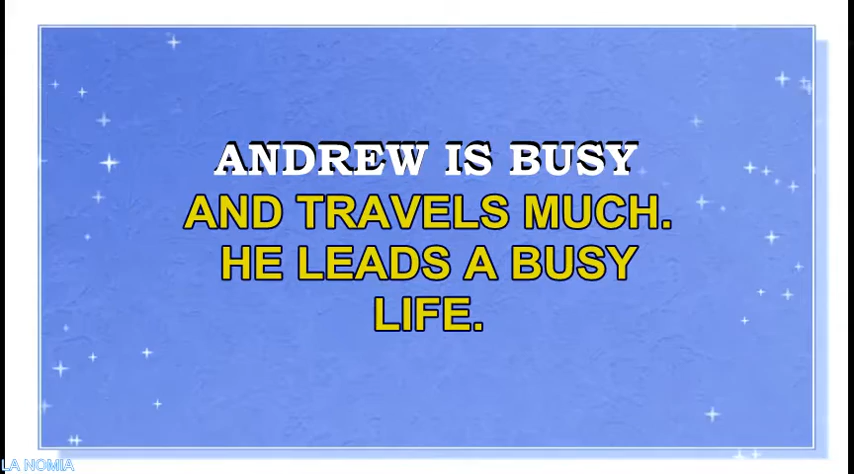 ANDREW IS BUSY
AND TRAVELS MUCH.
HE LEADS A BUSY
LIFE.
LA NOMIA